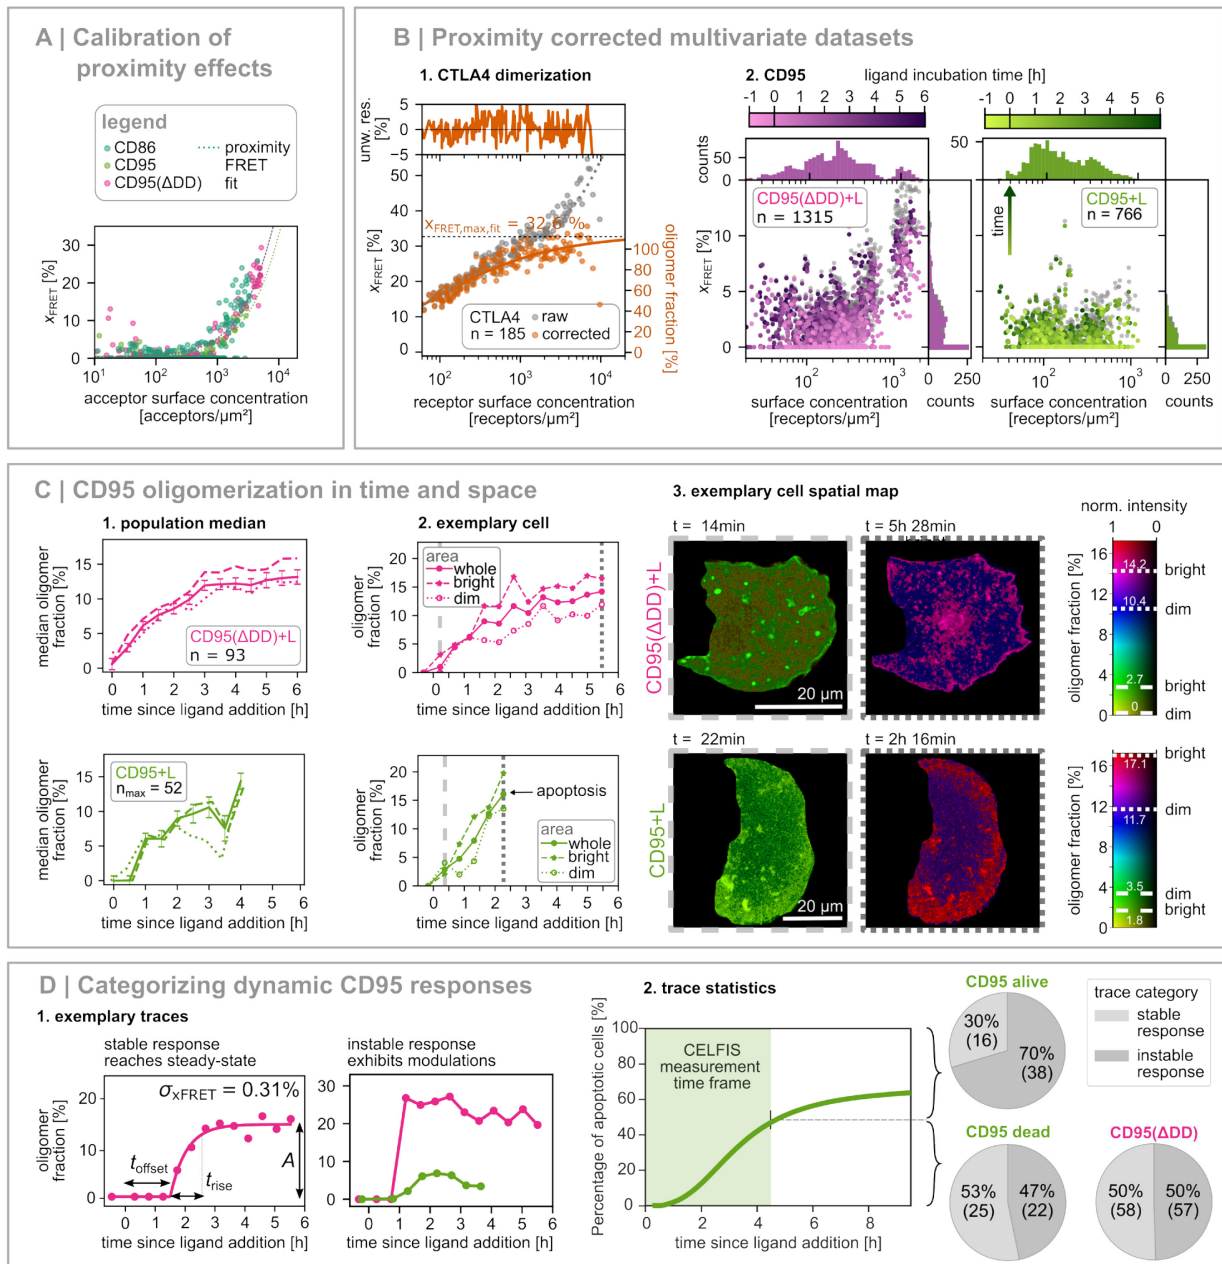 A | Calibration of
proximity effects
legend
CD86
CD95
CD95(ΔDD)
proximity
FRET
fit
xFRET [%]
30
20
10
0
10¹ 10² 10³ 10⁴
acceptor surface concentration
[acceptors/µm²]
B | Proximity corrected multivariate datasets
1. CTLA4 dimerization
unw. res.
[%]
5
0
5
50
40
30
20
10
0
xFRET [%]
xFRET,max,fit = 32.6 %
CTLA4
n = 185
raw
corrected
100
80
60
40
20
0
oligomer fraction [%]
10² 10³ 10⁴
receptor surface concentration
[receptors/µm²]
2. CD95
ligand incubation time [h]
-1 0 1 2 3 4 5 6
-1 0 1 2 3 4 5 6
counts
50
0
50
CD95(ΔDD)+L
n = 1315
time
CD95+L
n = 766
xFRET [%]
10
5
0
10² 10³
surface concentration
[receptors/µm²]
0 250
counts
10² 10³
surface concentration
[receptors/µm²]
0 250
counts
C | CD95 oligomerization in time and space
1. population median
median oligomer
fraction [%]
15
10
5
0
CD95(ΔDD)+L
n = 93
0 1 2 3 4 5 6
time since ligand addition [h]
median oligomer
fraction [%]
15
10
5
0
CD95+L
nmax = 52
0 1 2 3 4 5 6
time since ligand addition [h]
2. exemplary cell
oligomer
fraction [%]
20
15
10
5
0
area
whole
bright
dim
0 1 2 3 4 5 6
time since ligand addition [h]
oligomer
fraction [%]
20
15
10
5
0
apoptosis
area
whole
bright
dim
0 1 2 3 4 5 6
time since ligand addition [h]
3. exemplary cell spatial map
t = 14min
t = 5h 28min
CD95(ΔDD)+L
20 µm
t = 22min
t = 2h 16min
CD95+L
20 µm
norm. intensity
1 0
oligomer fraction [%]
15
10
5
0
14.2
10.4
2.7
0
bright
dim
bright
dim
oligomer fraction [%]
15
10
5
0
17.1
11.7
3.5
1.8
bright
dim
dim
bright
D | Categorizing dynamic CD95 responses
1. exemplary traces
stable response
reaches steady-state
σxFRET = 0.31%
oligomer
fraction [%]
20
10
0
toffset
trise
A
0 1 2 3 4 5 6
time since ligand addition [h]
instable response
exhibits modulations
30
20
10
0
0 1 2 3 4 5 6
time since ligand addition [h]
2. trace statistics
Percentage of apoptotic cells [%]
100
80
60
40
20
0
CELFIS
measurement
time frame
0 2 4 6 8
time since ligand addition [h]
CD95 alive
30%
(16)
70%
(38)
trace category
stable
response
instable
response
CD95 dead
53%
(25)
47%
(22)
CD95(ΔDD)
50%
(58)
50%
(57)